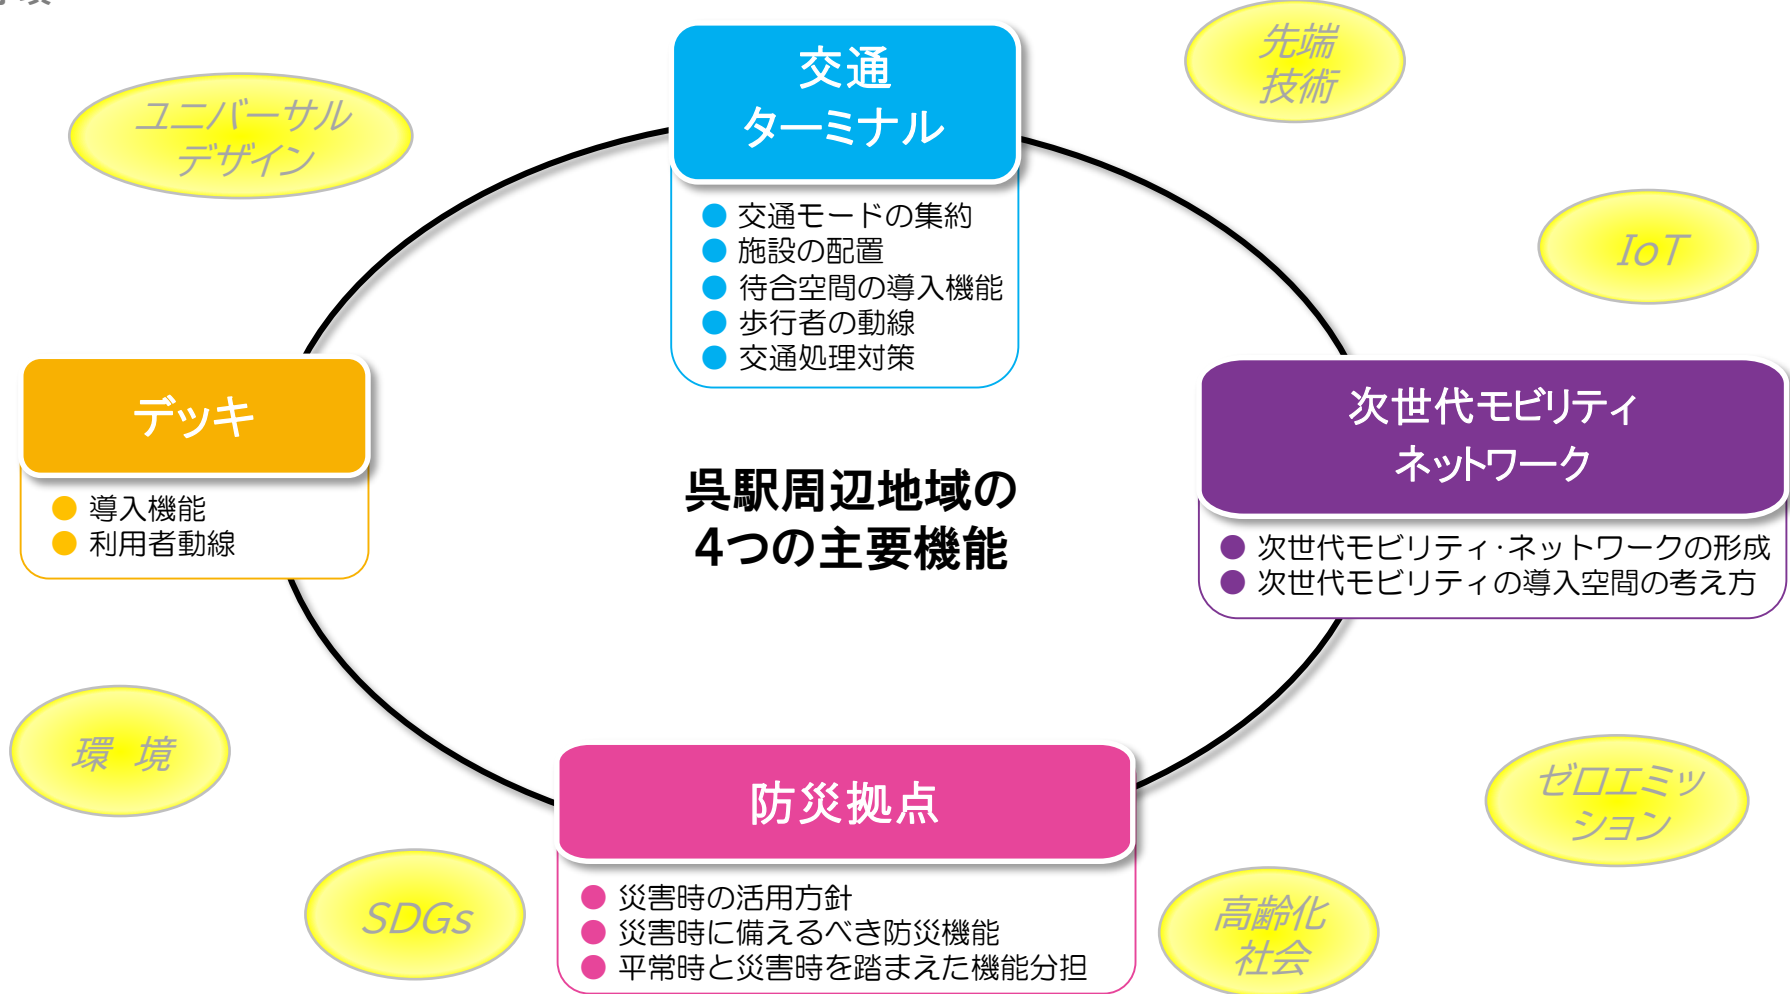 交通
ターミナル
● 交通モードの集約
● 施設の配置
● 待合空間の導入機能
● 歩行者の動線
● 交通処理対策
先端
技術
ユニバーサル
デザイン
IoT
デッキ
● 導入機能
● 利用者動線
呉駅周辺地域の
4つの主要機能
次世代モビリティ
ネットワーク
● 次世代モビリティ・ネットワークの形成
● 次世代モビリティの導入空間の考え方
環 境
防災拠点
● 災害時の活用方針
● 災害時に備えるべき防災機能
● 平常時と災害時を踏まえた機能分担
ゼロエミッ
ション
SDGs
高齢化
社会